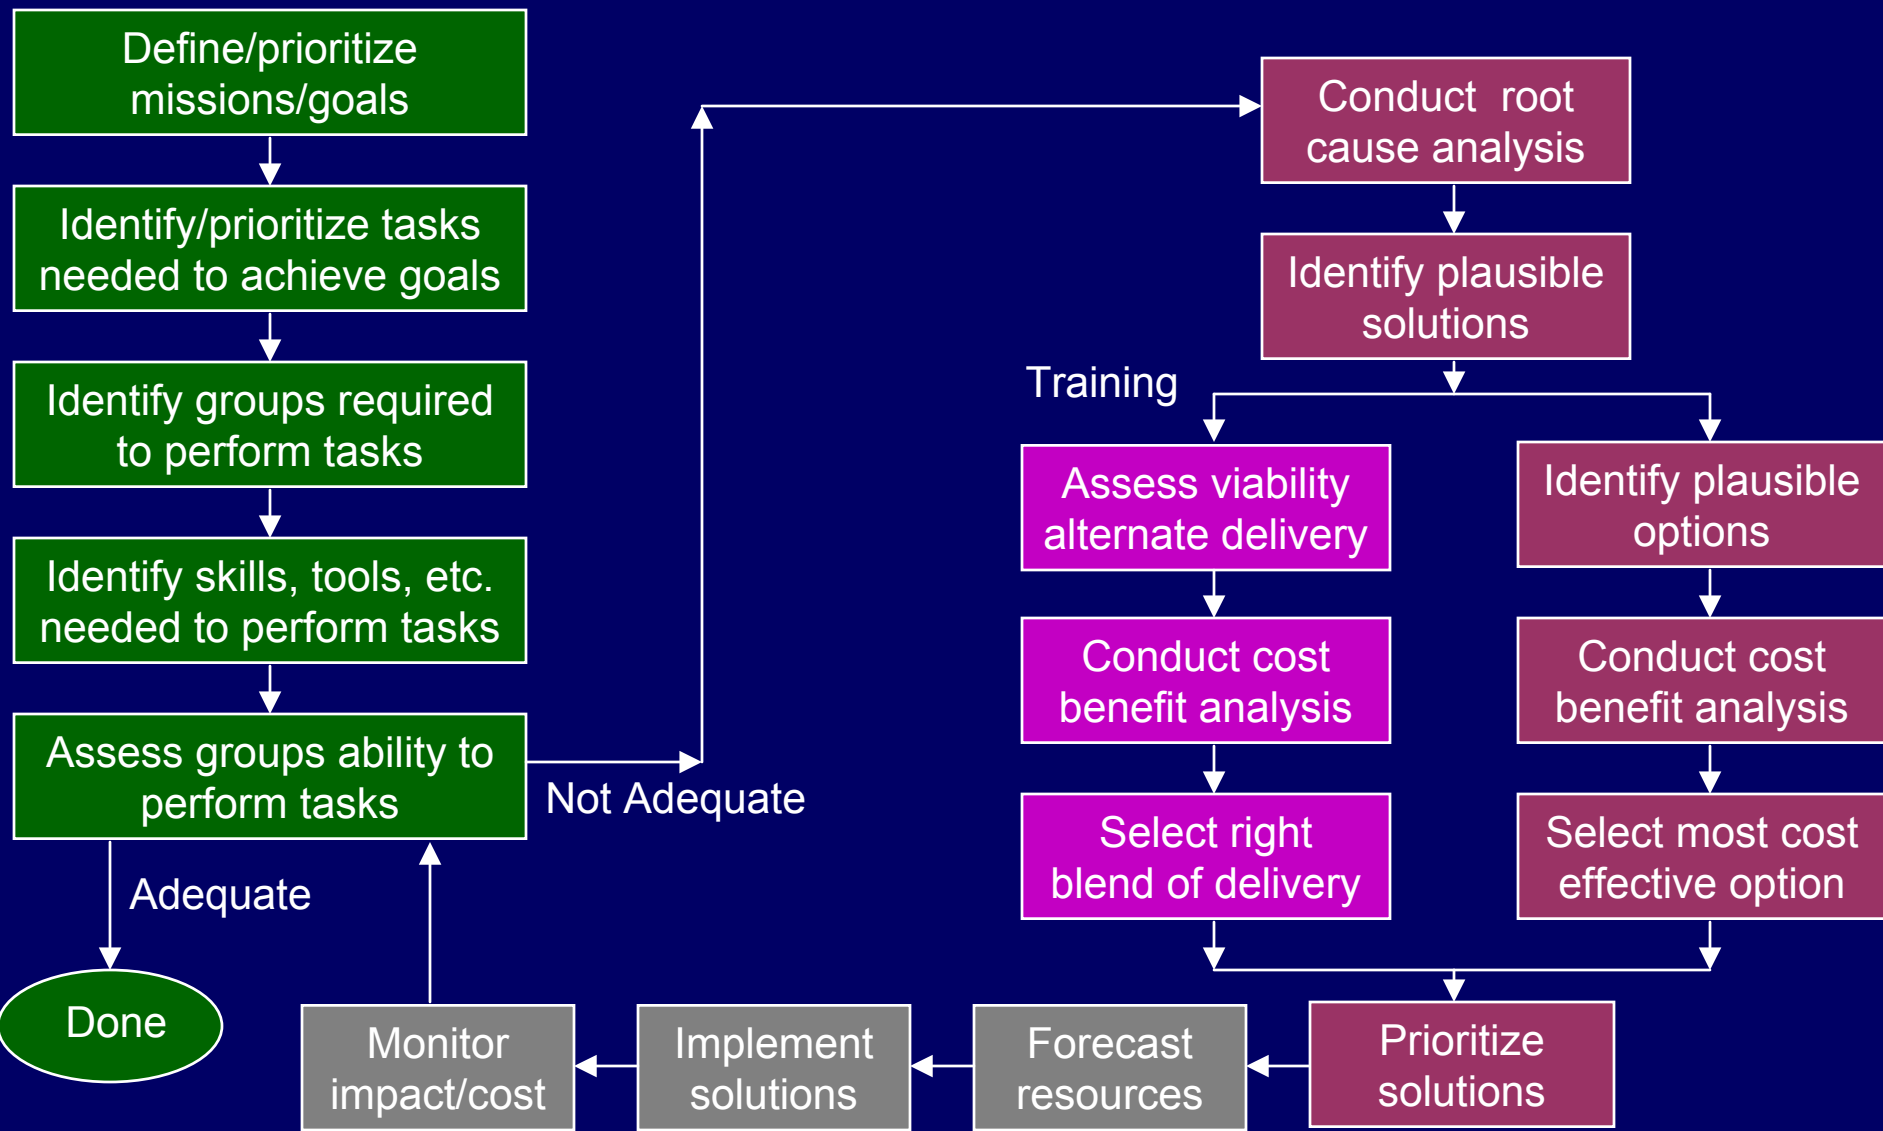 Define/prioritize
missions/goals
Identify/prioritize tasks
needed to achieve goals
Identify groups required
to perform tasks
Identify skills, tools, etc.
needed to perform tasks
Assess groups ability to
perform tasks
Not Adequate
Adequate
Done
Conduct root
cause analysis
Identify plausible
solutions
Training
Assess viability
alternate delivery
Conduct cost
benefit analysis
Select right
blend of delivery
Identify plausible
options
Conduct cost
benefit analysis
Select most cost
effective option
Prioritize
solutions
Forecast
resources
Implement
solutions
Monitor
impact/cost